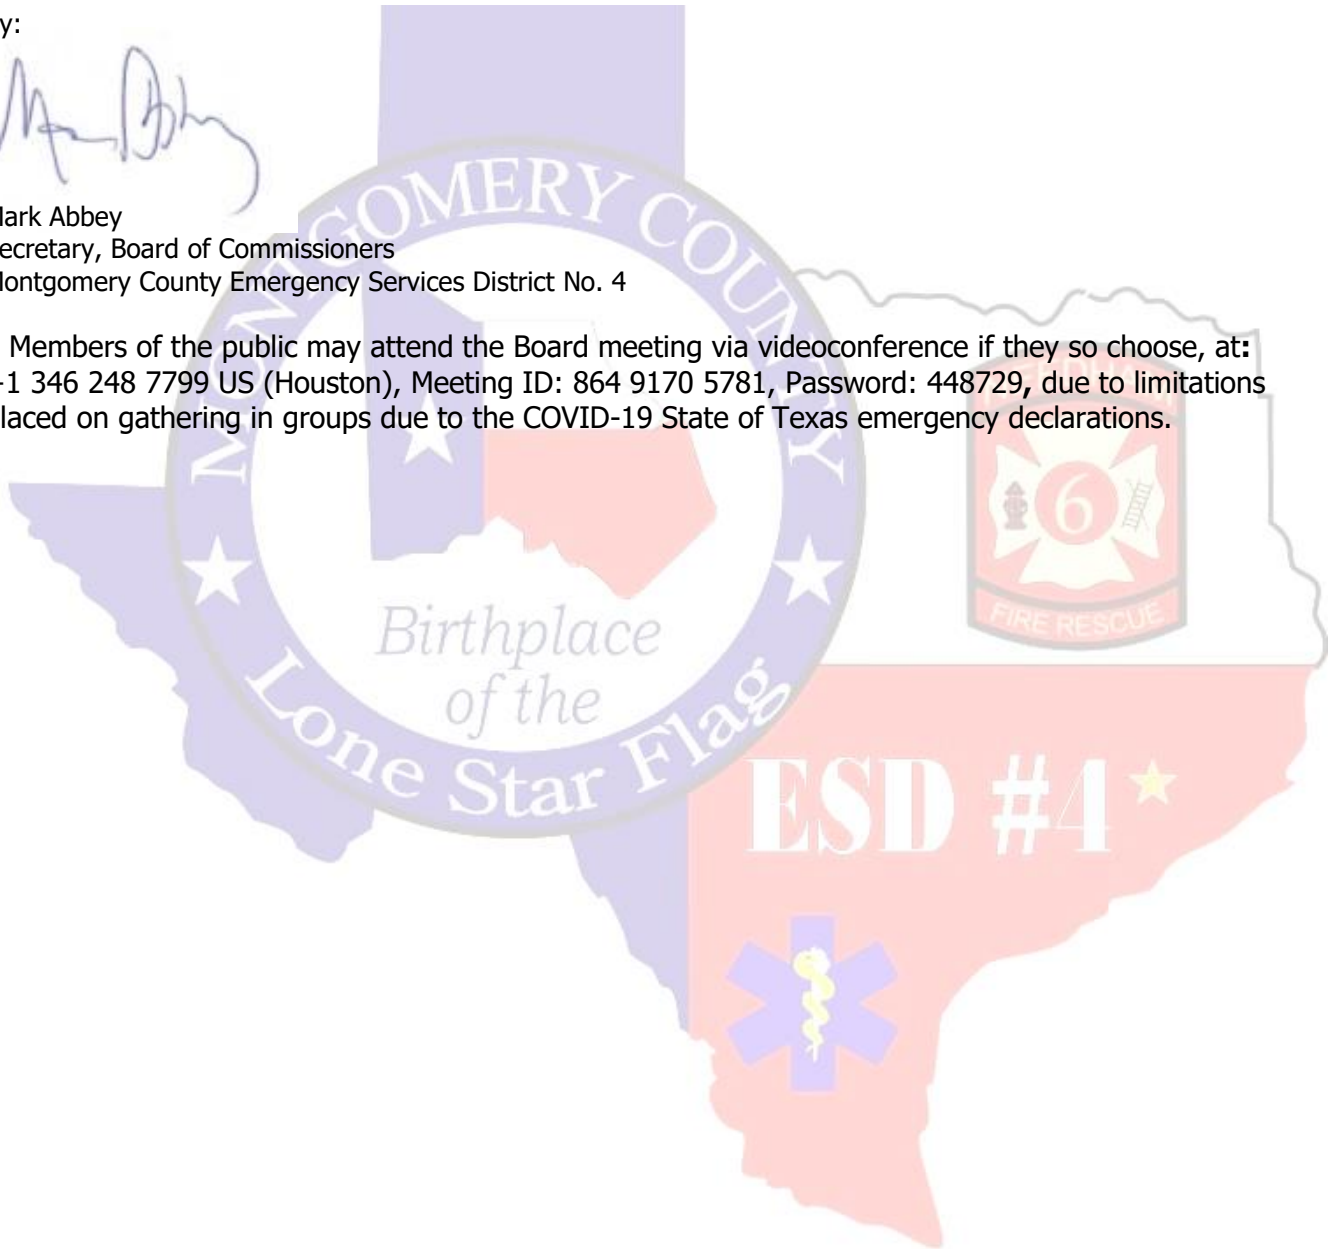 y:
lark Abbey
ecretary, Board of Commissioners
lontgomery County Emergency Services District No. 4
Members of the public may attend the Board meeting via videoconference if they so choose, at:
-1 346 248 7799 US (Houston), Meeting ID: 864 9170 5781, Password: 448729, due to limitations
laced on gathering in groups due to the COVID-19 State of Texas emergency declarations.
MONTGOMERY COUNTY
Birthplace
of the
Lone Star Flag
6
FIRE RESCUE
ESD #4